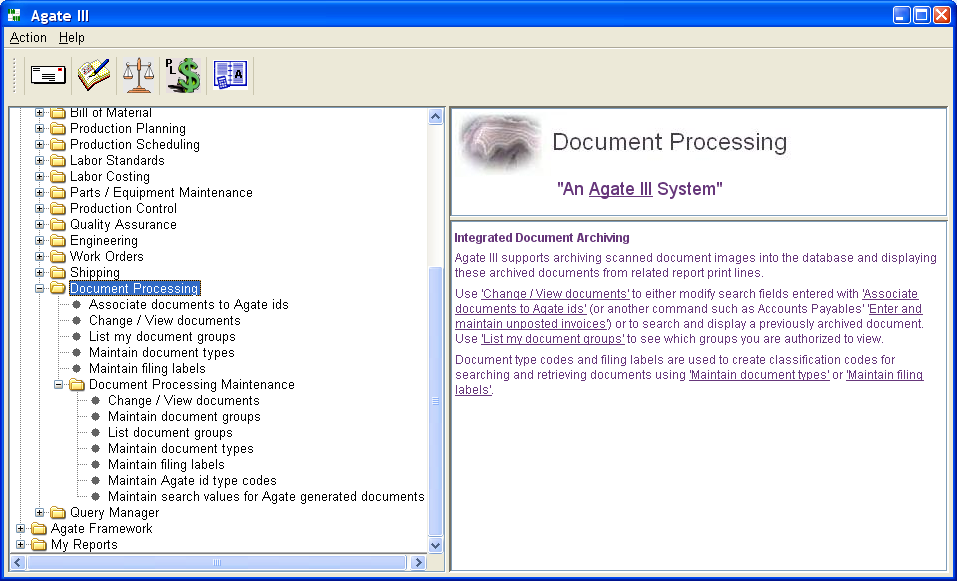 Agate III
Action Help
P L $
A
Bill of Material
Production Planning
Production Scheduling
Labor Standards
Labor Costing
Parts / Equipment Maintenance
Production Control
Quality Assurance
Engineering
Work Orders
Shipping
Document Processing
Associate documents to Agate ids
Change / View documents
List my document groups
Maintain document types
Maintain filing labels
Document Processing Maintenance
Change / View documents
Maintain document groups
List document groups
Maintain document types
Maintain filing labels
Maintain Agate id type codes
Maintain search values for Agate generated documents
Query Manager
Agate Framework
My Reports
Document Processing
"An Agate III System"
Integrated Document Archiving
Agate III supports archiving scanned document images into the database and displaying
these archived documents from related report print lines.
Use 'Change / View documents' to either modify search fields entered with 'Associate
documents to Agate ids' (or another command such as Accounts Payables' 'Enter and
maintain unposted invoices') or to search and display a previously archived document.
Use 'List my document groups' to see which groups you are authorized to view.
Document type codes and filing labels are used to create classification codes for
searching and retrieving documents using 'Maintain document types' or 'Maintain filing
labels'.